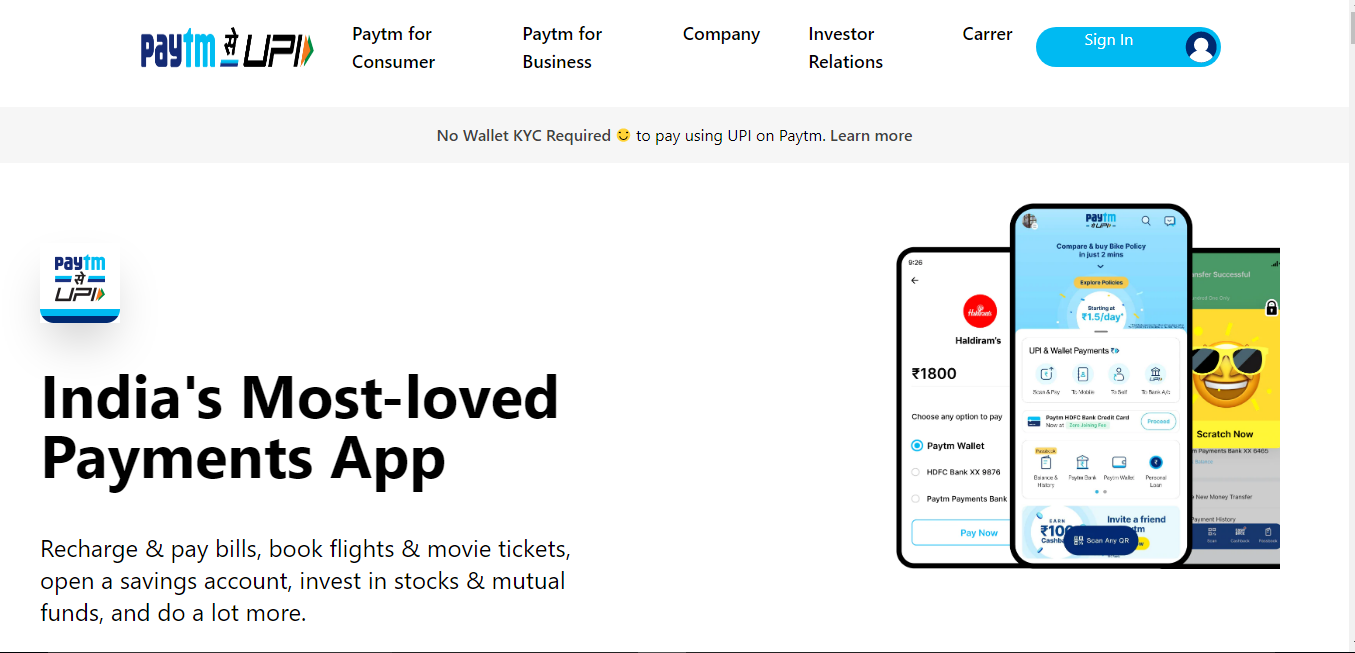 paytm से UPI
Paytm for
Consumer
Paytm for
Business
Company
Investor
Relations
Carrer
Sign In
No Wallet KYC Required 🙂 to pay using UPI on Paytm. Learn more
paytm
से
UPI
India's Most-loved
Payments App
Recharge & pay bills, book flights & movie tickets,
open a savings account, invest in stocks & mutual
funds, and do a lot more.
9:26
Haldiram's
Haldiram's
₹1800
Choose any option to pay
Paytm Wallet
HDFC Bank XX 9876
Paytm Payments Bank
Pay Now
paytm
से UPI
Compare & buy Bike Policy
in just 2 mins
Explore Policies
Starting at
₹1.5/day*
UPI & Wallet Payments
Scan & Pay
To Mobile
To Self
To Bank A/c
Paytm HDFC Bank Credit Card
Now at Zero Joining Fee
Proceed
Balance &
History
Paytm Bank
Paytm Wallet
Personal
Loan
EARN
₹100
Cashba
Invite a friend
tm
Scan Any QR
nsfer Successful
Scratch Now
m Payments Bank XX 6465
New Money Transfer
Payment History
Scan
Cashback